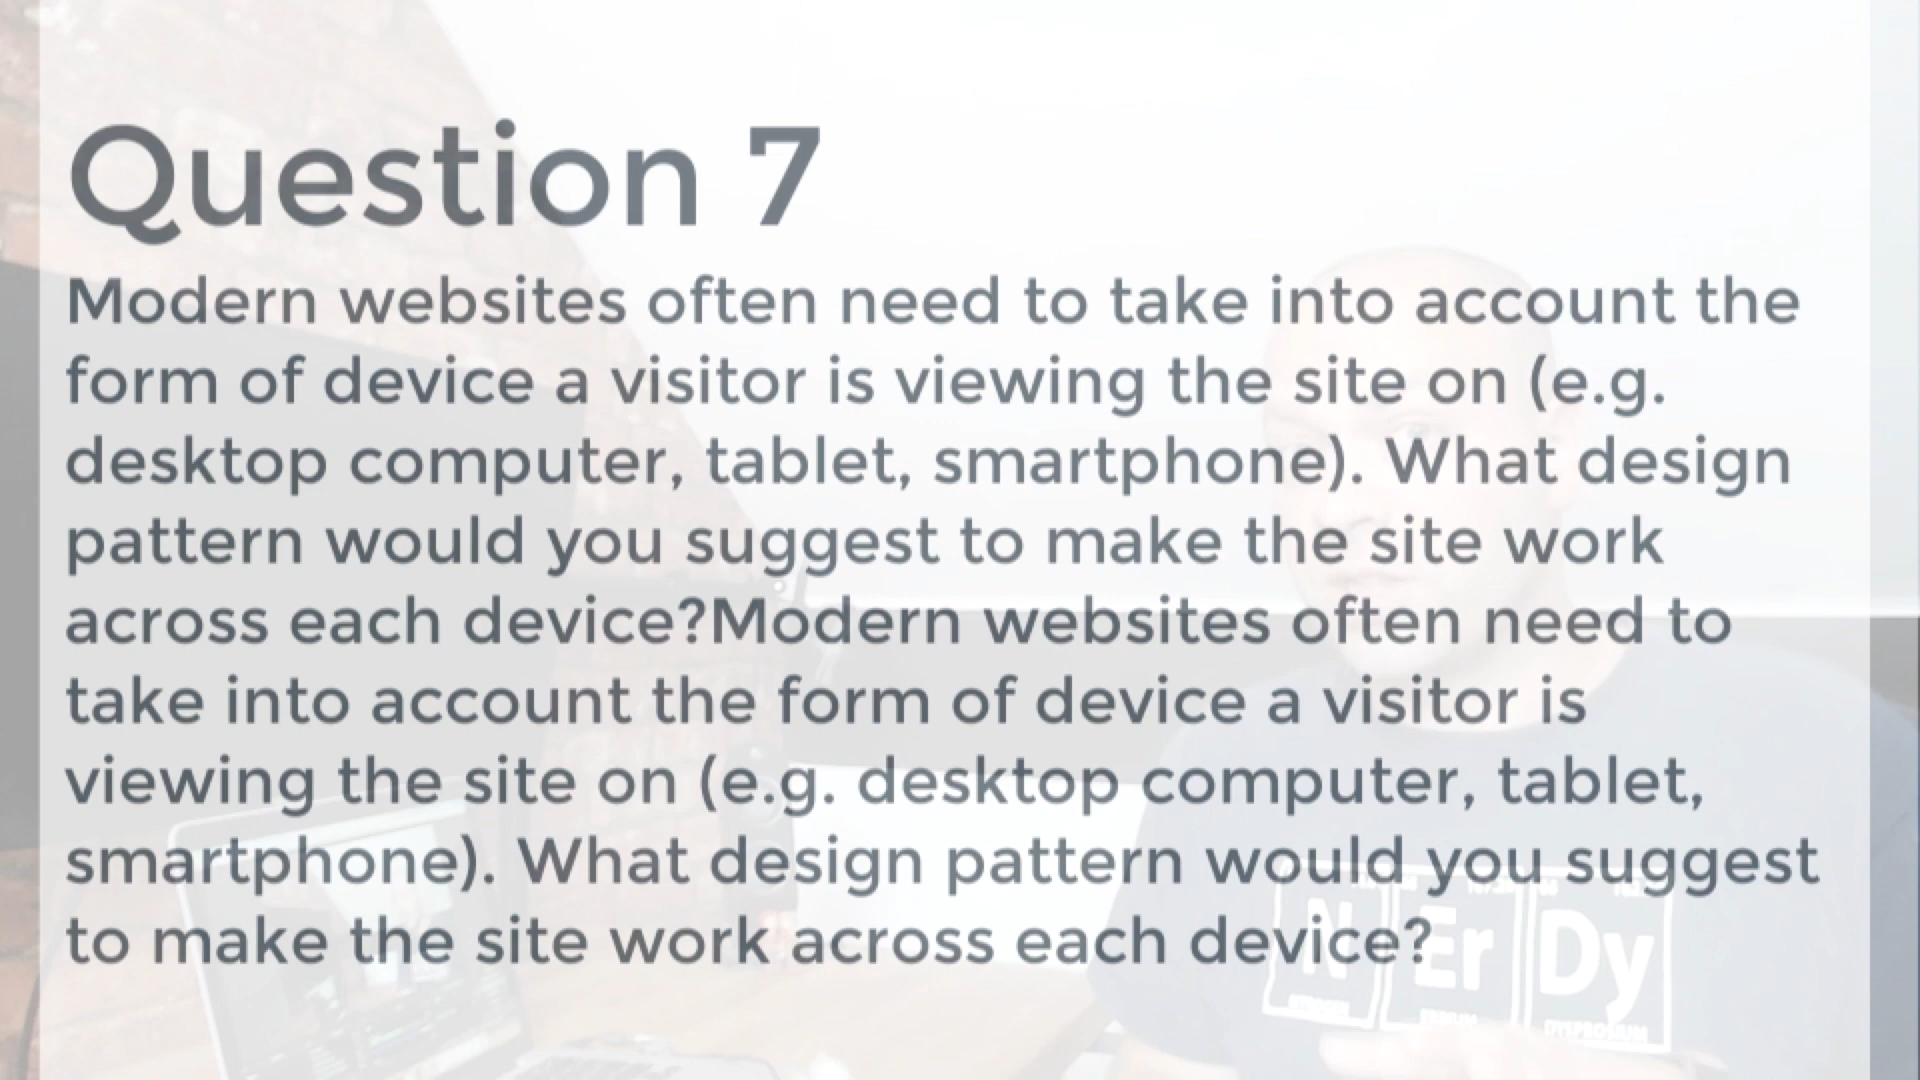 Question 7
Modern websites often need to take into account the
form of device a visitor is viewing the site on (e.g.
desktop computer, tablet, smartphone). What design
pattern would you suggest to make the site work
across each device?Modern websites often need to
take into account the form of device a visitor is
viewing the site on (e.g. desktop computer, tablet,
smartphone). What design pattern would you suggest
to make the site work across each device?
N Er Dy
NITROGEN ERBIUM DYSPROSIUM